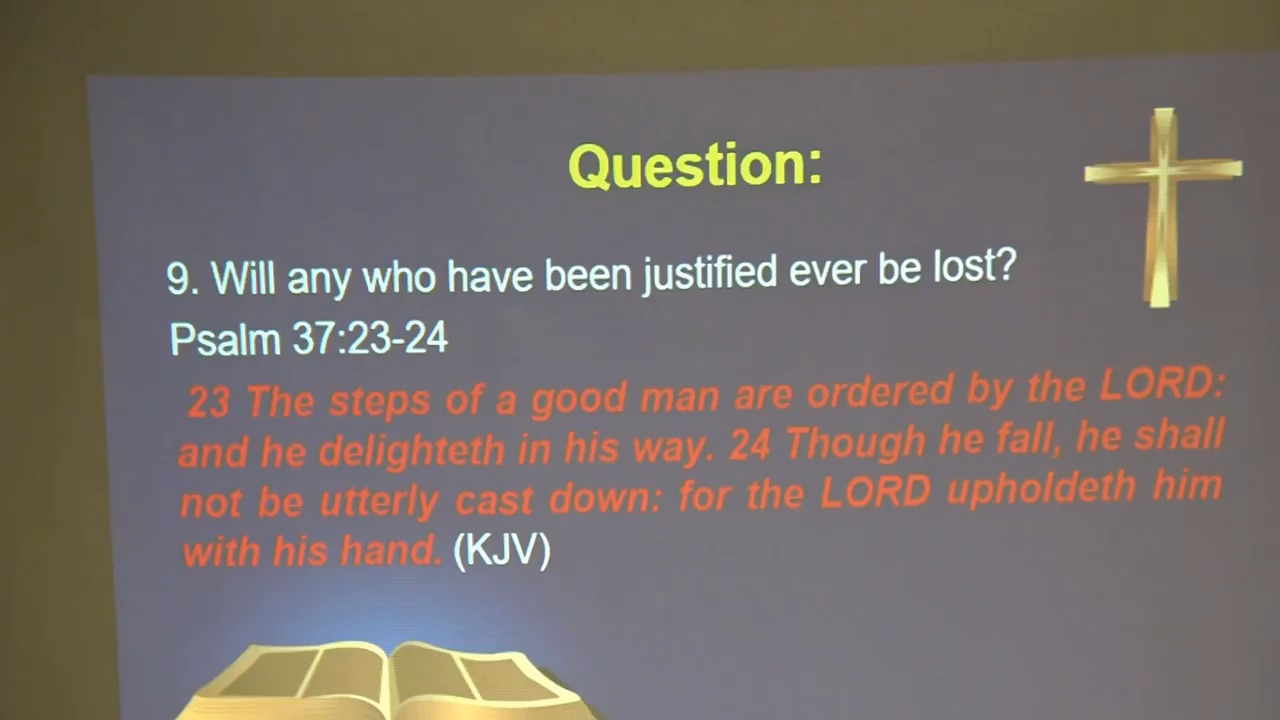 Question:
9. Will any who have been justified ever be lost?
Psalm 37:23-24
23 The steps of a good man are ordered by the LORD:
and he delighteth in his way. 24 Though he fall, he shall
not be utterly cast down: for the LORD upholdeth him
with his hand. (KJV)